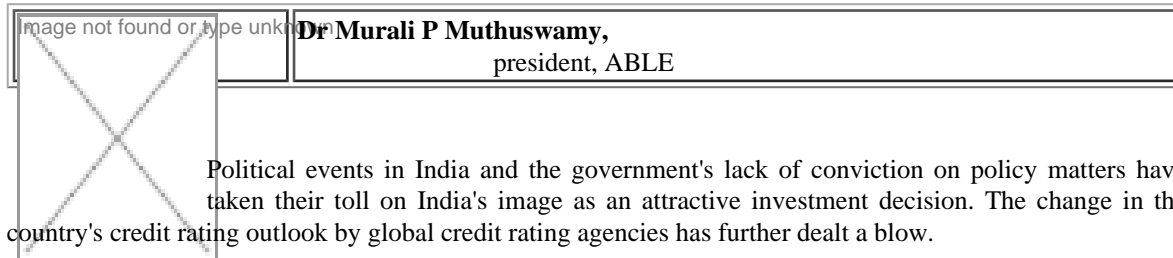 Image not found or type unknown
Dr Murali P Muthuswamy,
president, ABLE
Political events in India and the government's lack of conviction on policy matters hav
taken their toll on India's image as an attractive investment decision. The change in th
country's credit rating outlook by global credit rating agencies has further dealt a blow.